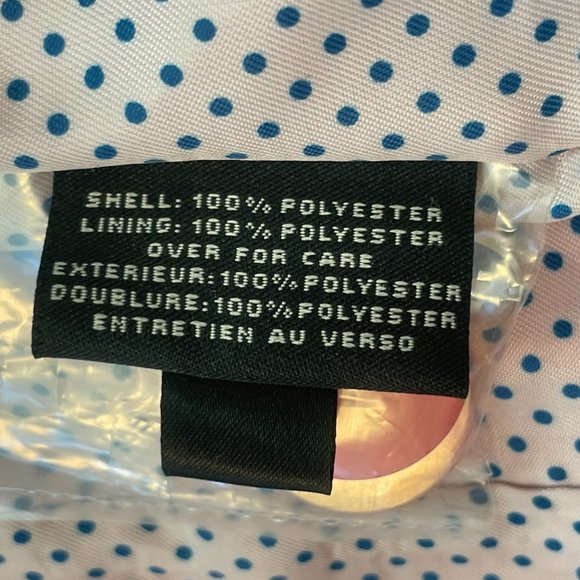 SHELL: 100% POLYESTER
LINING: 100% POLYESTER
OVER FOR CARE
EXTERIEUR: 100% POLYESTER
DOUBLURE: 100% POLYESTER
ENTRETIEN AU VERSO